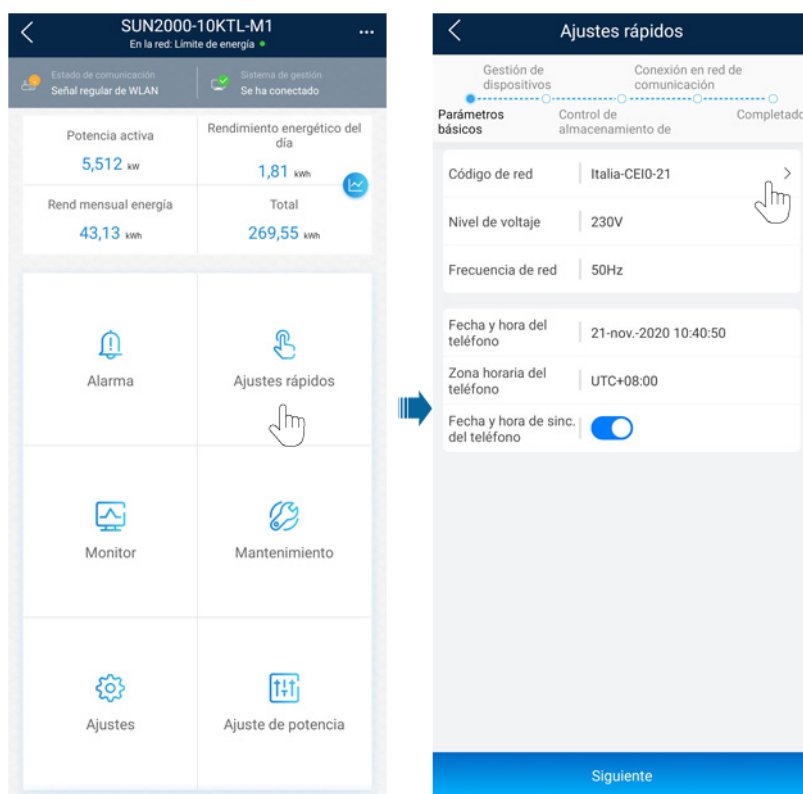 SUN2000-10KTL-M1
En la red: Límite de energía
Estado de comunicación
Señal regular de WLAN
Sistema de gestión
Se ha conectado
Potencia activa
5,512 kW
Rendimiento energético del
día
1,81 kWh
Rend mensual energía
43,13 kWh
Total
269,55 kWh
Alarma
Ajustes rápidos
Monitor
Mantenimiento
Ajustes
Ajuste de potencia
Ajustes rápidos
Gestión de
dispositivos
Conexión en red de
comunicación
Parámetros
básicos
Control de
almacenamiento de
Completado
Código de red
Italia-CEI0-21
Nivel de voltaje
230V
Frecuencia de red
50Hz
Fecha y hora del
teléfono
21-nov.-2020 10:40:50
Zona horaria del
teléfono
UTC+08:00
Fecha y hora de sinc.
del teléfono
Siguiente